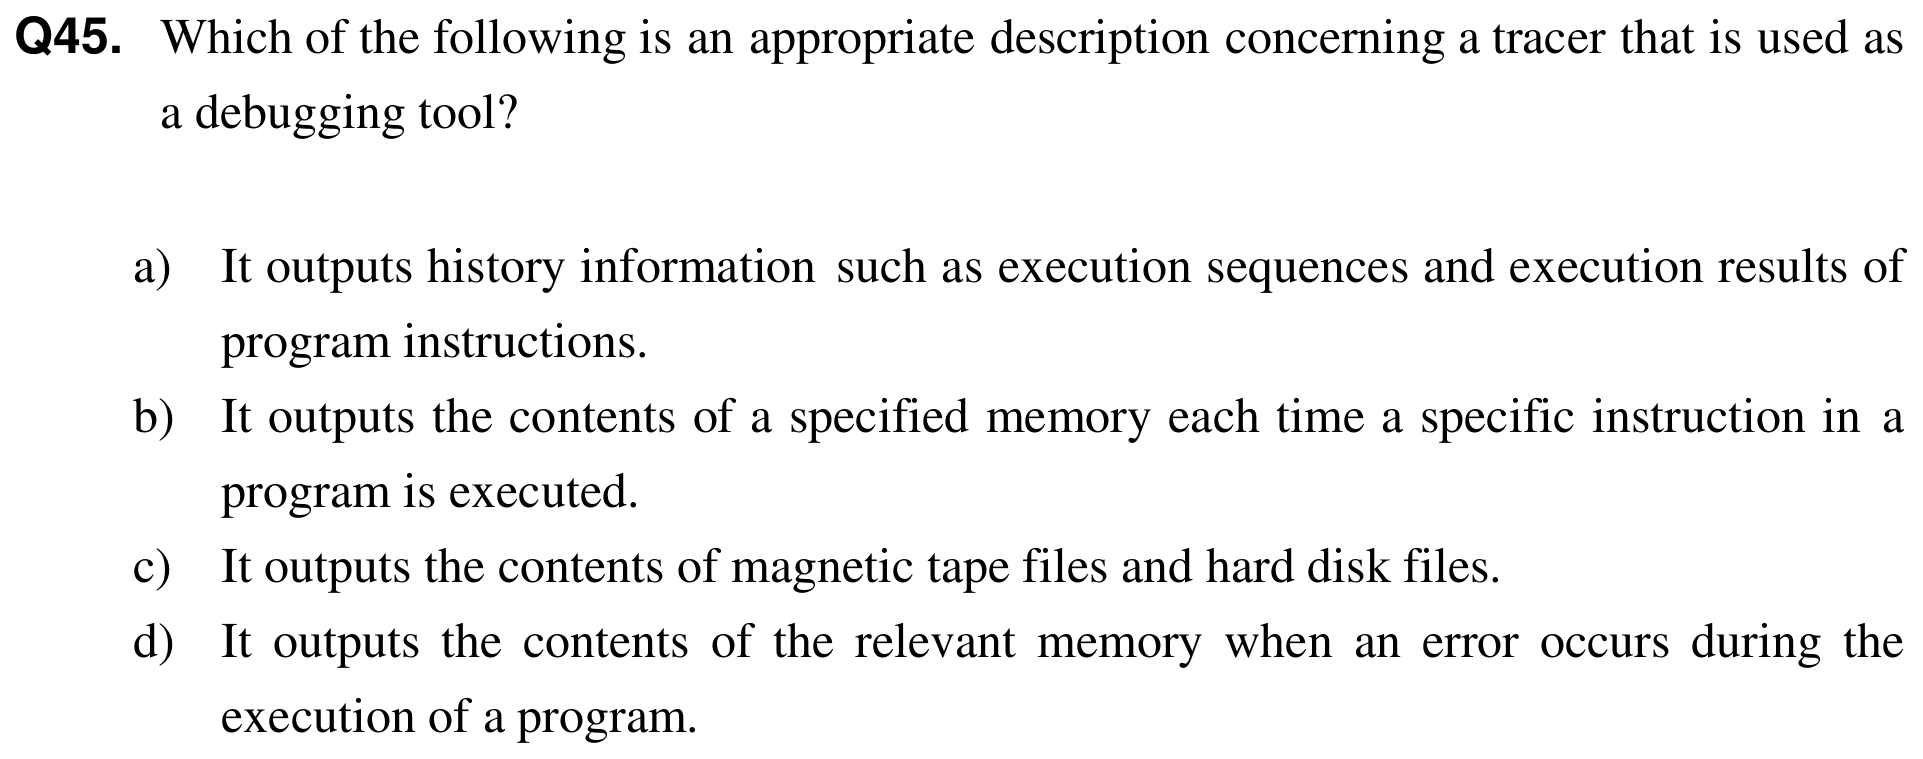 Q45. Which of the following is an appropriate description concerning a tracer that is used as
a debugging tool?
a) It outputs history information such as execution sequences and execution results of
program instructions.
b) It outputs the contents of a specified memory each time a specific instruction in a
program is executed.
c) It outputs the contents of magnetic tape files and hard disk files.
d) It outputs the contents of the relevant memory when an error occurs during the
execution of a program.